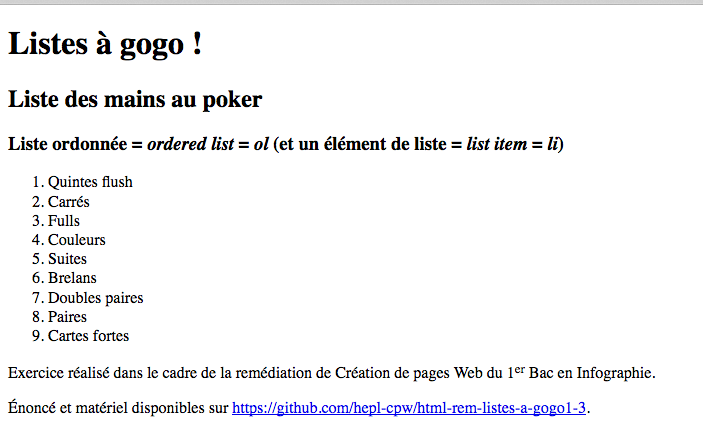 Listes à gogo !
Liste des mains au poker
Liste ordonnée = ordered list = ol (et un élément de liste = list item = li)
1. Quintes flush
2. Carrés
3. Fulls
4. Couleurs
5. Suites
6. Brelans
7. Doubles paires
8. Paires
9. Cartes fortes
Exercice réalisé dans le cadre de la remédiation de Création de pages Web du 1er Bac en Infographie.
Énoncé et matériel disponibles sur https://github.com/hepl-cpw/html-rem-listes-a-gogo1-3.